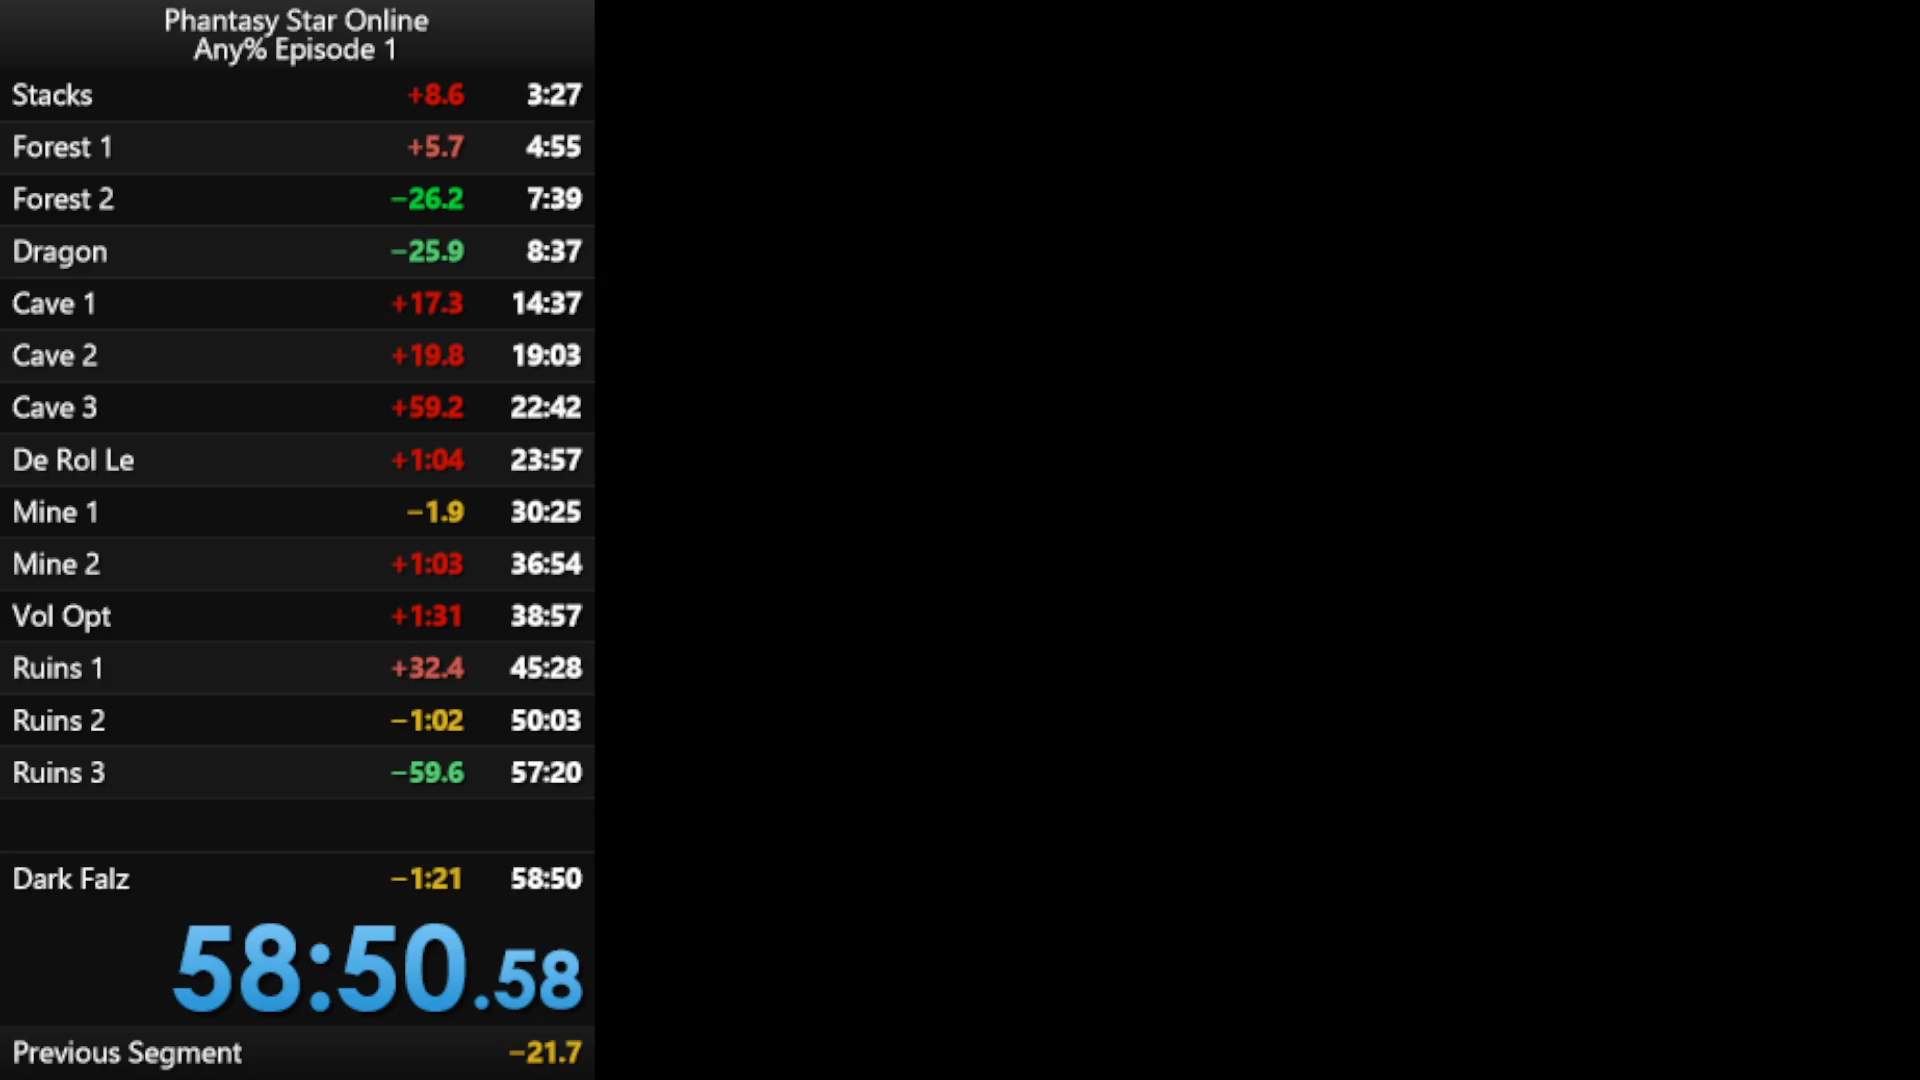 Phantasy Star Online
Any% Episode 1
Stacks +8.6 3:27
Forest 1 +5.7 4:55
Forest 2 −26.2 7:39
Dragon −25.9 8:37
Cave 1 +17.3 14:37
Cave 2 +19.8 19:03
Cave 3 +59.2 22:42
De Rol Le +1:04 23:57
Mine 1 −1.9 30:25
Mine 2 +1:03 36:54
Vol Opt +1:31 38:57
Ruins 1 +32.4 45:28
Ruins 2 −1:02 50:03
Ruins 3 −59.6 57:20
Dark Falz −1:21 58:50
58:50.58
Previous Segment −21.7